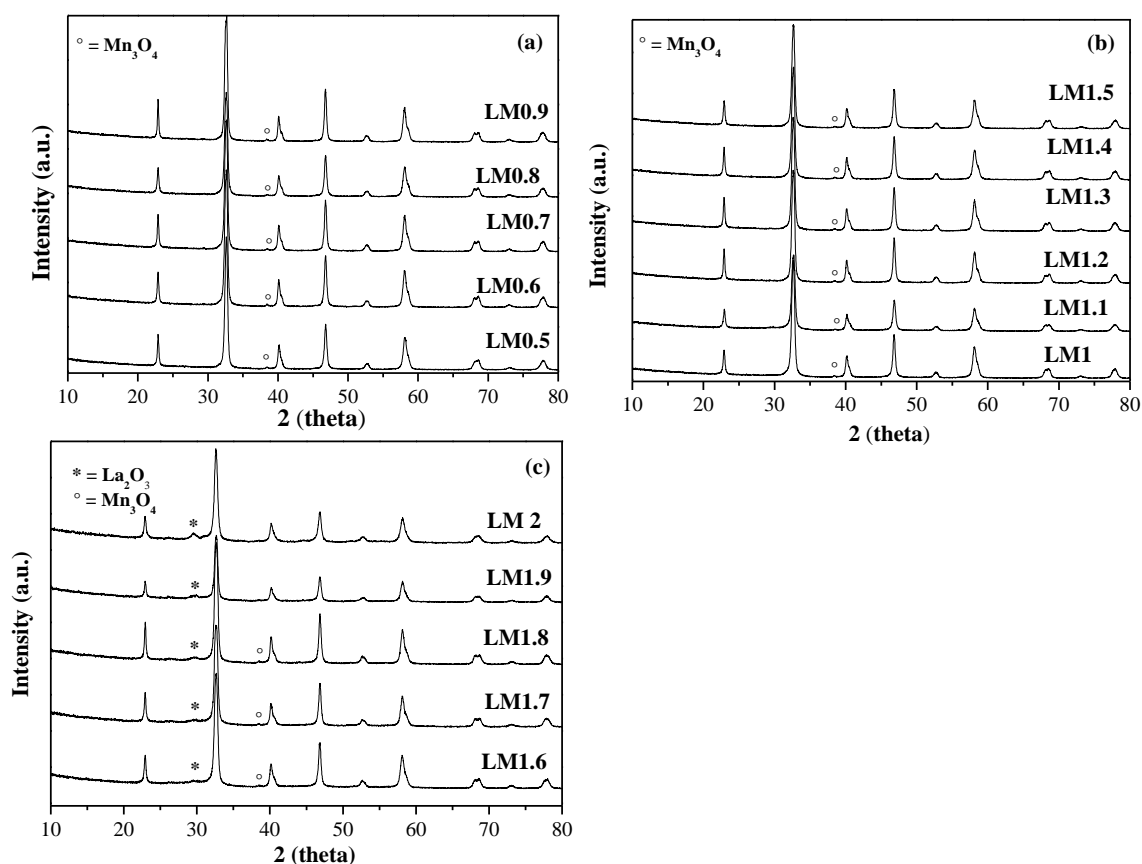 (a)
° = Mn₃O₄
LM0.9
LM0.8
LM0.7
LM0.6
LM0.5
Intensity (a.u.)
10 20 30 40 50 60 70 80
2 (theta)
(b)
° = Mn₃O₄
LM1.5
LM1.4
LM1.3
LM1.2
LM1.1
LM1
Intensity (a.u.)
10 20 30 40 50 60 70 80
2 (theta)
(c)
* = La₂O₃
° = Mn₃O₄
LM 2
LM1.9
LM1.8
LM1.7
LM1.6
Intensity (a.u.)
10 20 30 40 50 60 70 80
2 (theta)